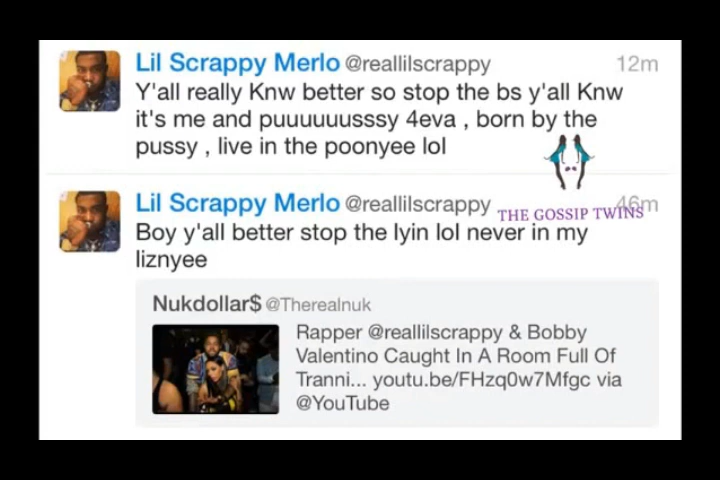 Lil Scrappy Merlo @reallilscrappy 12m
Y'all really Knw better so stop the bs y'all Knw
it's me and puuuuuusssy 4eva , born by the
pussy , live in the poonyee lol
Lil Scrappy Merlo @reallilscrappy 46m
THE GOSSIP TWINS
Boy y'all better stop the lyin lol never in my
liznyee
Nukdollar$ @Therealnuk
Rapper @reallilscrappy & Bobby
Valentino Caught In A Room Full Of
Tranni... youtu.be/FHzq0w7Mfgc via
@YouTube